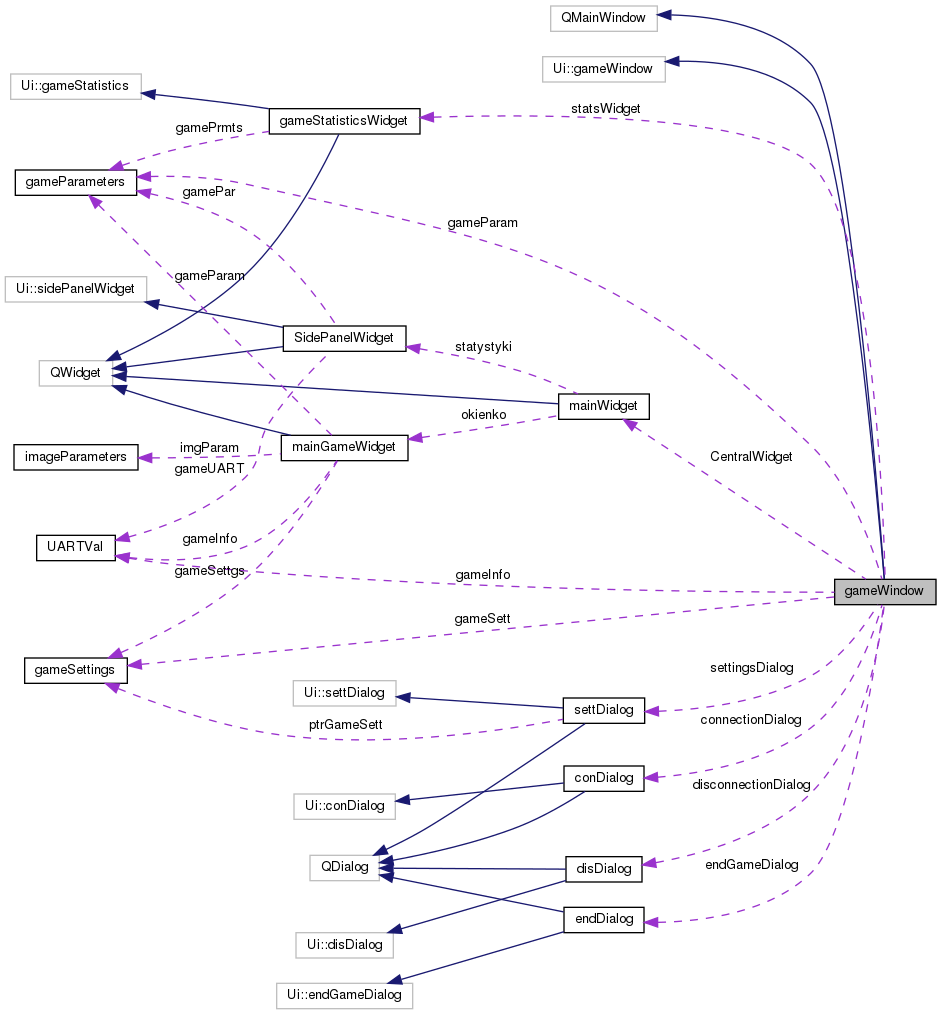 QMainWindow
Ui::gameWindow
Ui::gameStatistics
statsWidget
gameStatisticsWidget
gamePrmts
gameParameters
gamePar
gameParam
gameParam
Ui::sidePanelWidget
SidePanelWidget
statystyki
QWidget
mainWidget
okienko
imgParam
mainGameWidget
imageParameters
CentralWidget
gameUART
gameInfo
UARTVal
gameSettgs
gameInfo
gameWindow
gameSett
gameSettings
settingsDialog
Ui::settDialog
settDialog
ptrGameSett
connectionDialog
conDialog
disconnectionDialog
Ui::conDialog
QDialog
disDialog
endGameDialog
endDialog
Ui::disDialog
Ui::endGameDialog